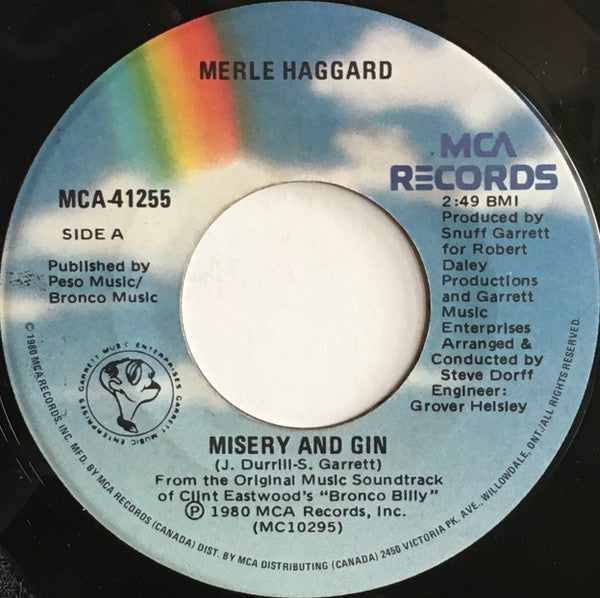 MERLE HAGGARD
MCA RECORDS
MCA-41255
SIDE A
Published by
Peso Music/
Bronco Music
2:49 BMI
Produced by
Snuff Garrett
for Robert
Daley
Productions
and Garrett
Music
Enterprises
Arranged &
Conducted by
Steve Dorff
Engineer:
Grover Helsley
GARRETT MUSIC ENTERPRISES GARRETT MUSIC ENTERPRISES
MISERY AND GIN
(J. Durrill-S. Garrett)
From the Original Music Soundtrack
of Clint Eastwood's "Bronco Billy"
Ⓟ 1980 MCA Records, Inc.
(MC10295)
© 1980 MCA RECORDS, INC. MFD. BY MCA RECORDS (CANADA) DIST. BY MCA DISTRIBUTING (CANADA) 2450 VICTORIA PK. AVE., WILLOWDALE, ONT./ALL RIGHTS RESERVED.